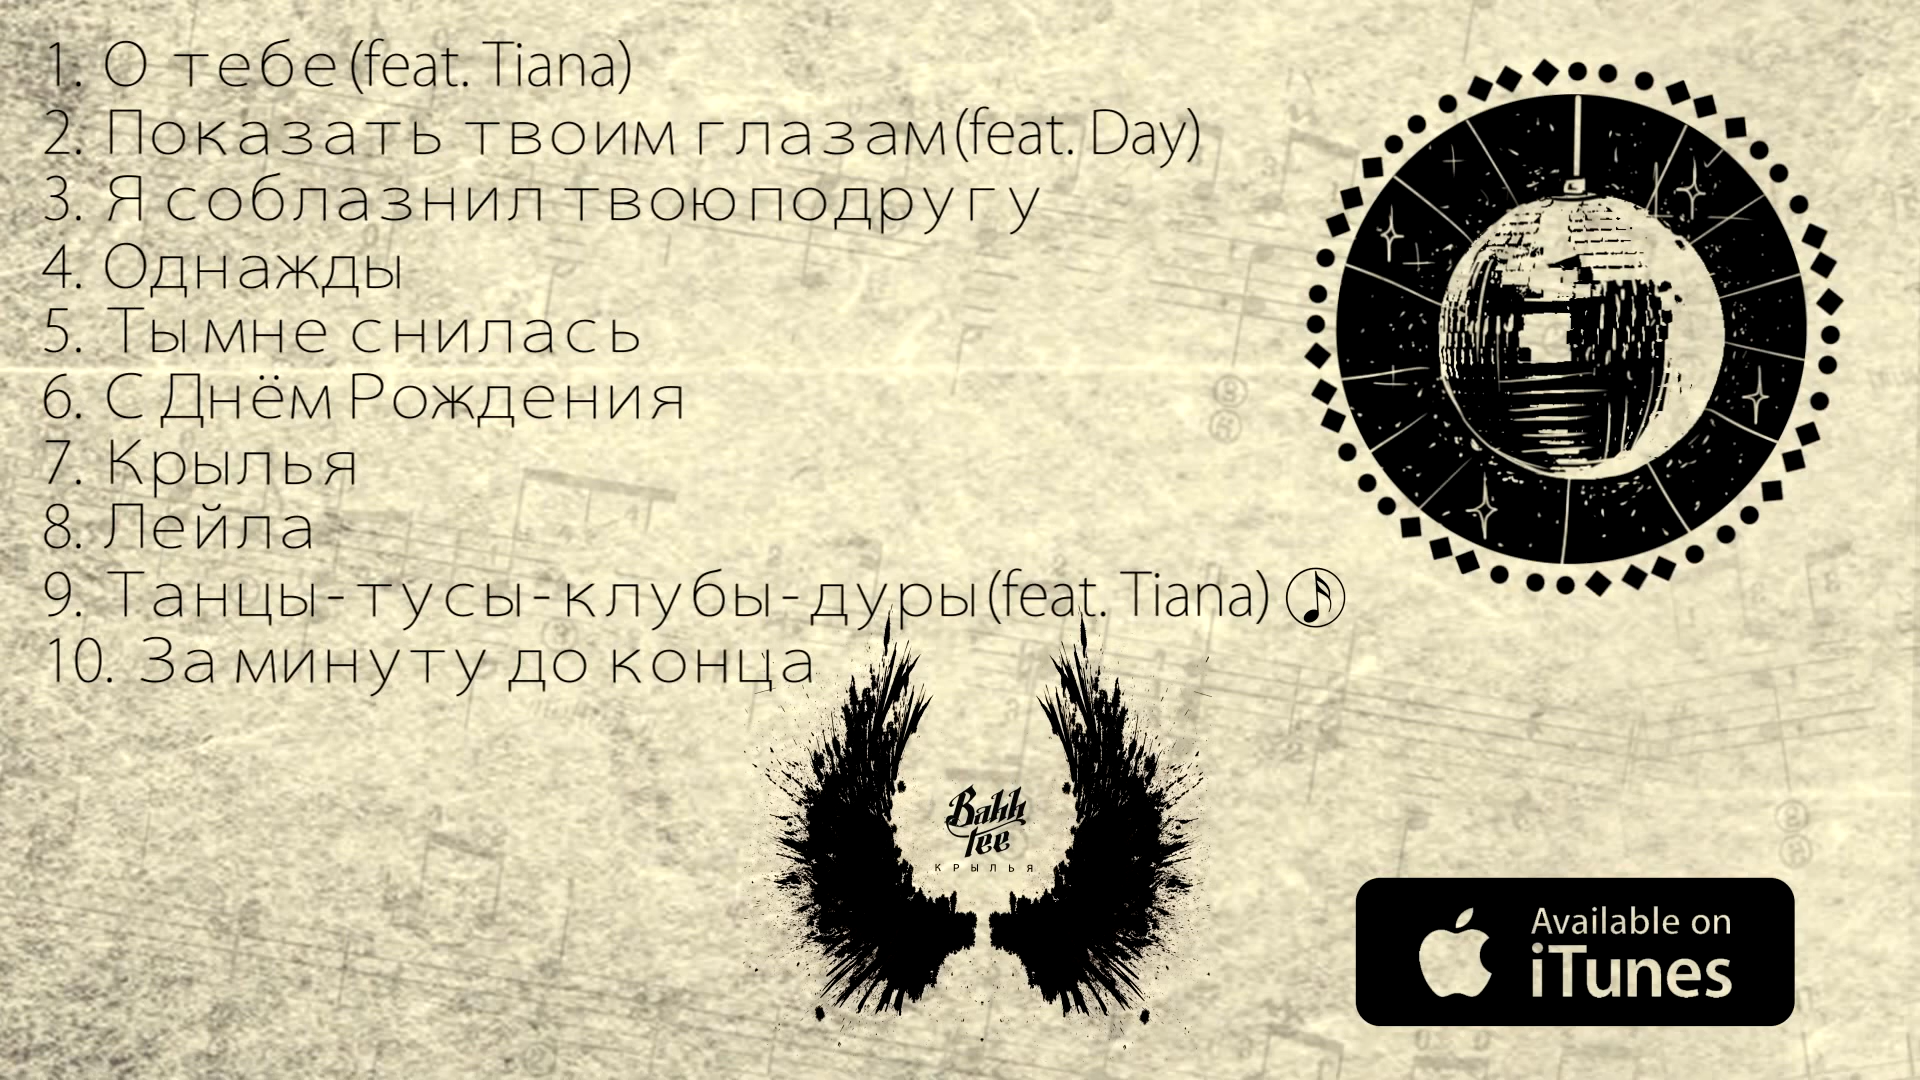 1. О тебе (feat. Tiana)
2. Показать твоим глазам (feat. Day)
3. Я соблазнил твою подругу
4. Однажды
5. Ты мне снилась
6. С Днём Рождения
7. Крылья
8. Лейла
9. Танцы-тусы-клубы-дуры (feat. Tiana)
10. За минуту до конца
Bahh
Tee
КРЫЛЬЯ
Available on
iTunes